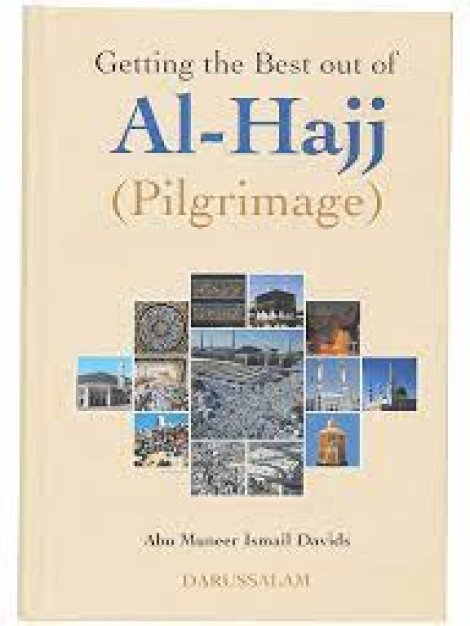 Getting the Best out of
Al-Hajj
(Pilgrimage)
Abu Muneer Ismail Davids
DARUSSALAM